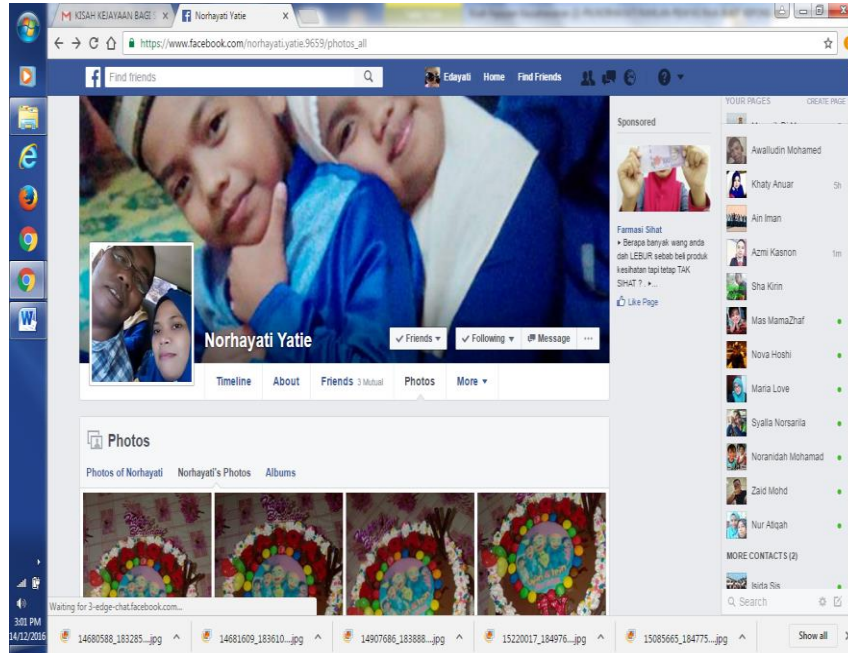 KISAH KEJAYAAN BAGI
Norhayati Yatie
https://www.facebook.com/norhayati.yatie.9659/photos_all
Find friends
Edayati
Home
Find Friends
Sponsored
Farmasi Sihat
▸ Berapa banyak wang anda
dah LEBUR sebab beli produk
kesihatan tapi tetap TAK
SIHAT ? . ▸...
Like Page
YOUR PAGES
CREATE PAGE
Awalludin Mohamed
Khaty Anuar
5h
Ain Iman
Azmi Kasnon
1m
Sha Kirin
Mas MamaZhaf
Nova Hoshi
Maria Love
Syalla Norsarila
Noranidah Mohamad
Zaid Mohd
Nur Atiqah
MORE CONTACTS (2)
Isida Sis
Search
Norhayati Yatie
Friends
Following
Message
Timeline
About
Friends 3 Mutual
Photos
More
Photos
Photos of Norhayati
Norhayati's Photos
Albums
Waiting for 3-edge-chat.facebook.com...
14680588_183285...jpg
14681609_183610...jpg
14907686_183888...jpg
15220017_184976...jpg
15085665_184775...jpg
Show all
3:01 PM
14/12/2016